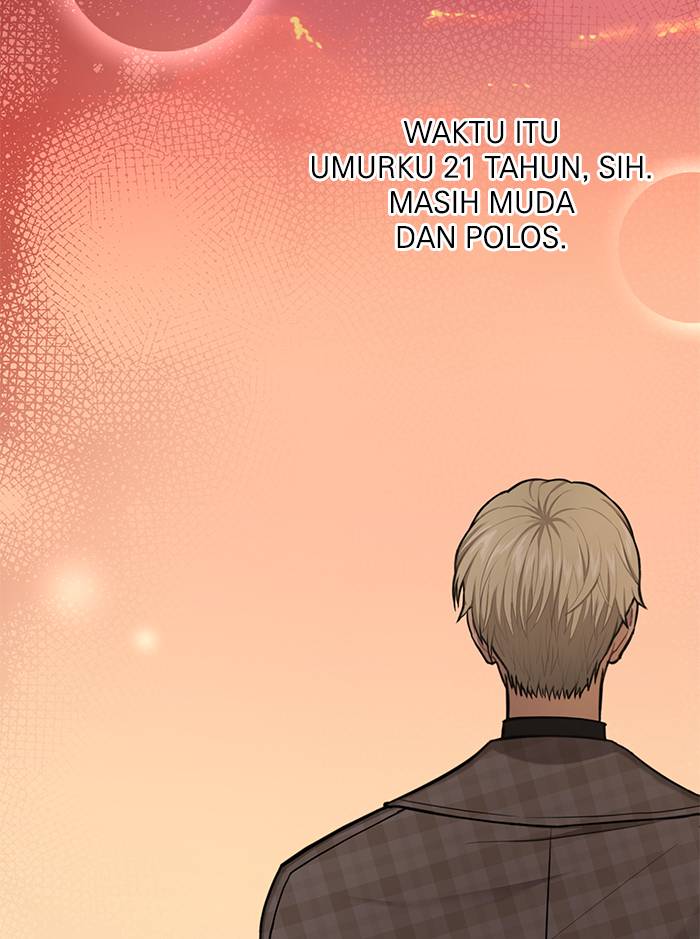 WAKTU ITU
UMURKU 21 TAHUN, SIH.
MASIH MUDA
DAN POLOS.